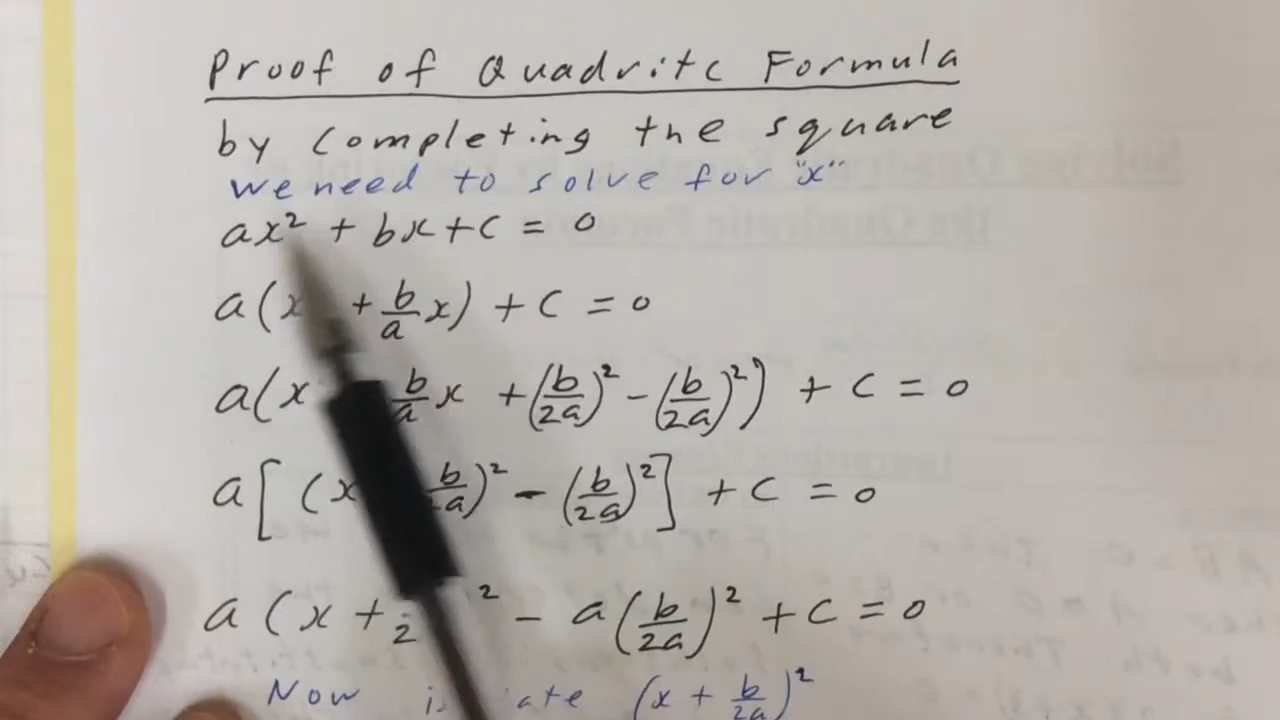 Proof of Quadritc Formula
by completing the square
we need to solve for "x"
ax² + bx + c = 0
a(x + b/a x) + c = 0
a(x b/a x + (b/2a)² - (b/2a)²) + c = 0
a[(x b/2a)² - (b/2a)²] + c = 0
a(x + 2 ² - a(b/2a)² + c = 0
Now (x + b/2a)²